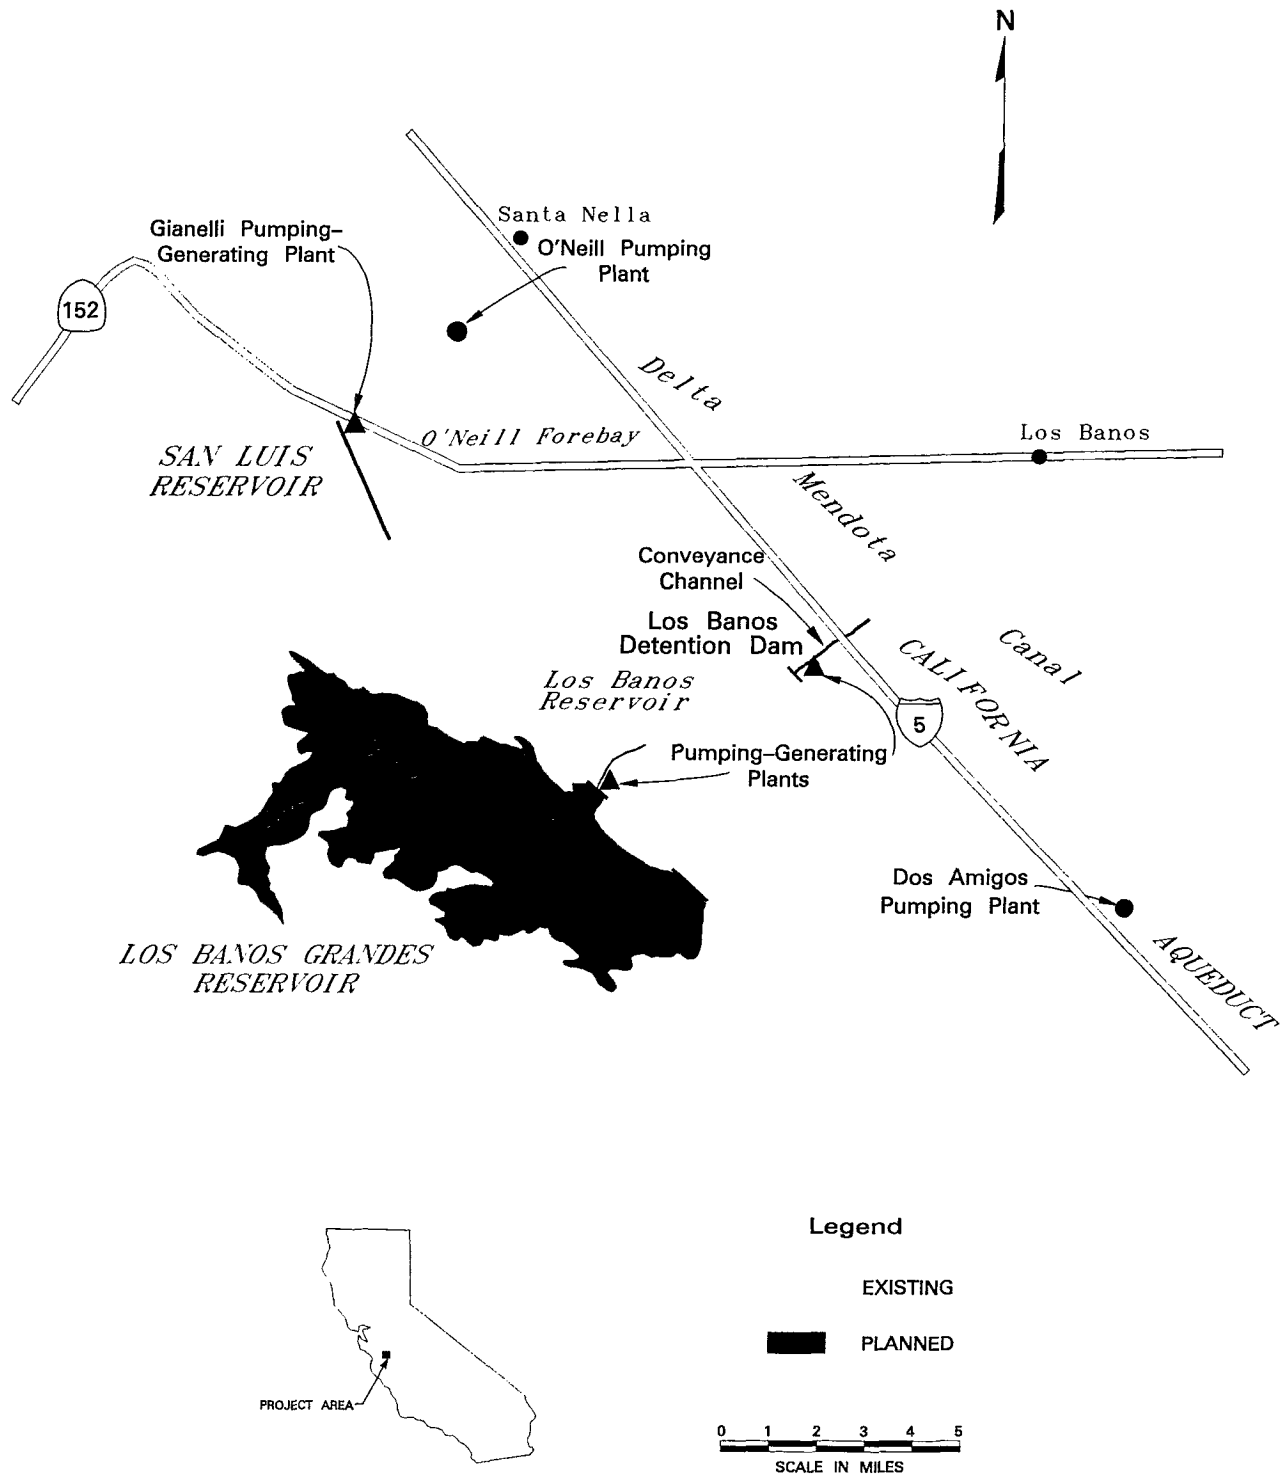 N
Santa Nella
Gianelli Pumping-
Generating Plant
O'Neill Pumping
Plant
152
Delta
O'Neill Forebay
Los Banos
SAN LUIS
RESERVOIR
Mendota
Conveyance
Channel
Los Banos
Detention Dam
Canal
CALIFORNIA
Los Banos
Reservoir
5
Pumping-Generating
Plants
Dos Amigos
Pumping Plant
AQUEDUCT
LOS BANOS GRANDES
RESERVOIR
Legend
EXISTING
PLANNED
PROJECT AREA
0 1 2 3 4 5
SCALE IN MILES